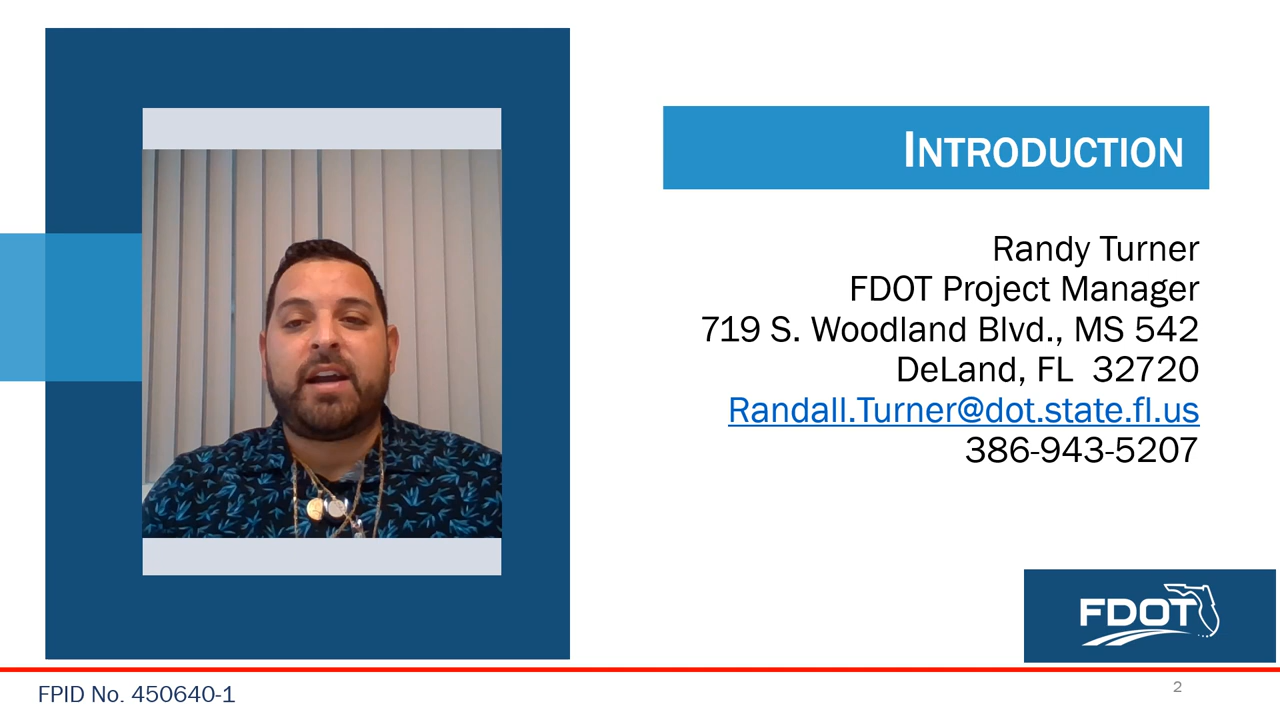 INTRODUCTION
Randy Turner
FDOT Project Manager
719 S. Woodland Blvd., MS 542
DeLand, FL  32720
Randall.Turner@dot.state.fl.us
386-943-5207
FDOT
FPID No. 450640-1
2